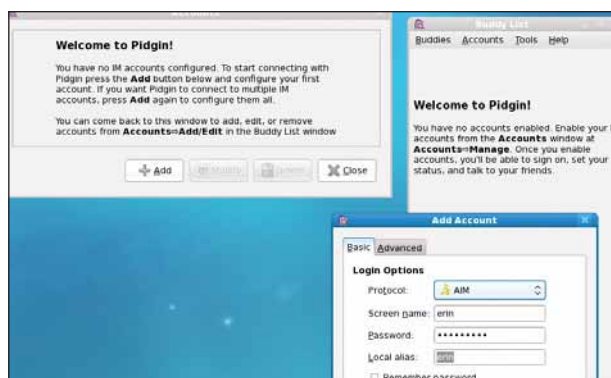 Accounts
Welcome to Pidgin!
You have no IM accounts configured. To start connecting with
Pidgin press the Add button below and configure your first
account. If you want Pidgin to connect to multiple IM
accounts, press Add again to configure them all.
You can come back to this window to add, edit, or remove
accounts from Accounts⇨Add/Edit in the Buddy List window
Add
Modify
Delete
Close
Buddy List
Buddies Accounts Tools Help
Welcome to Pidgin!
You have no accounts enabled. Enable your
accounts from the Accounts window at
Accounts⇨Manage. Once you enable
accounts, you'll be able to sign on, set your
status, and talk to your friends.
Add Account
Basic Advanced
Login Options
Protocol: AIM
Screen name: erin
Password: •••••••••
Local alias: erin
Remember password